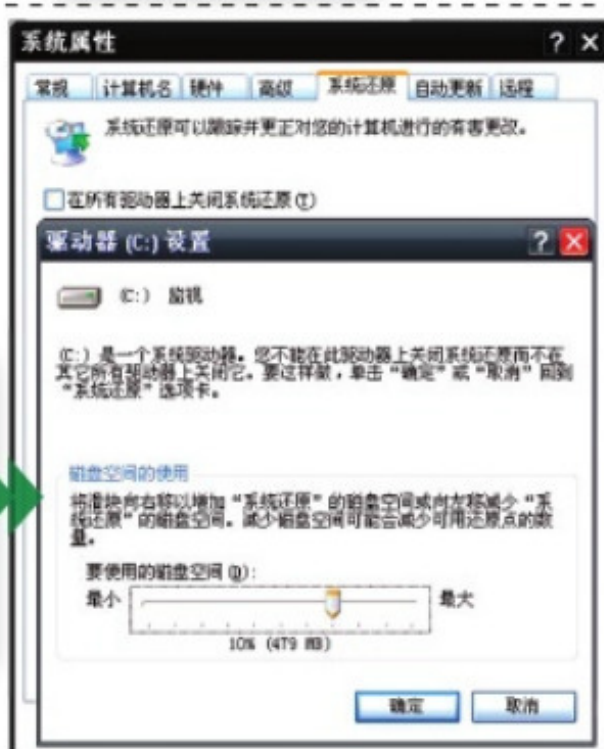 系统属性
常规 计算机名 硬件 高级 系统还原 自动更新 远程
系统还原可以跟踪并更正对您的计算机进行的有害更改。
在所有驱动器上关闭系统还原(T)
驱动器 (C:) 设置
(C:) 监视
(C:) 是一个系统驱动器。您不能在此驱动器上关闭系统还原而不在
其它所有驱动器上关闭它。要这样做，单击“确定”或“取消”回到
“系统还原”选项卡。
磁盘空间的使用
将滑块向右移以增加“系统还原”的磁盘空间或向左移减少“系
统还原”的磁盘空间。减少磁盘空间可能会减少可用还原点的数
量。
要使用的磁盘空间(D):
最小 最大
10% (479 MB)
确定 取消